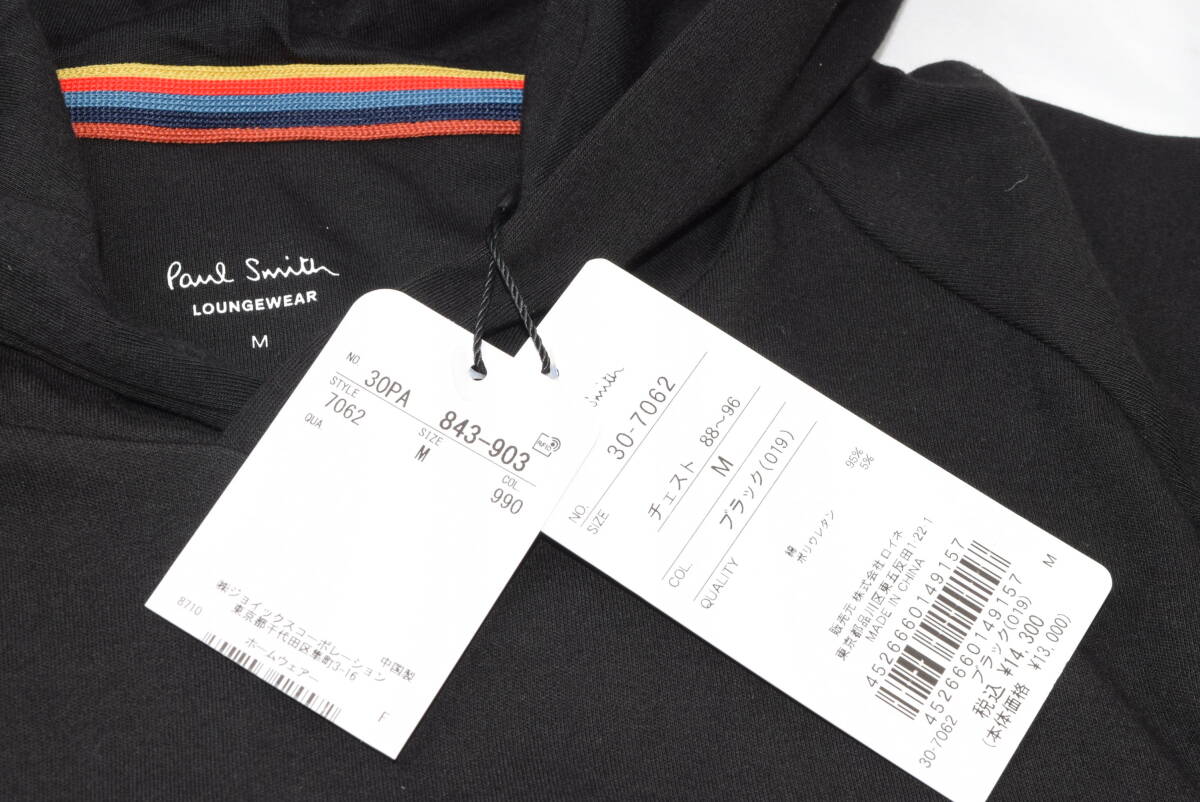 Paul Smith
LOUNGEWEAR
M
NO. 30PA 843-903
STYLE SIZE COL.
7062 M 990
QUA
RFID
㈱ジョイックスコーポレーション 中国製
8710 東京都千代田区隼町3-16
ホームウェアー
F
Smith
NO. 30-7062
SIZE チェスト 88~96
M
COL. ブラック(019)
QUALITY
綿 95%
ポリウレタン 5%
販売元 株式会社ロイネ
東京都品川区東五反田1-22-1
MADE IN CHINA
4526660149157
4526660149157
30-7062 ブラック(019) M
税込 ¥14,300
(本体価格 ¥13,000)